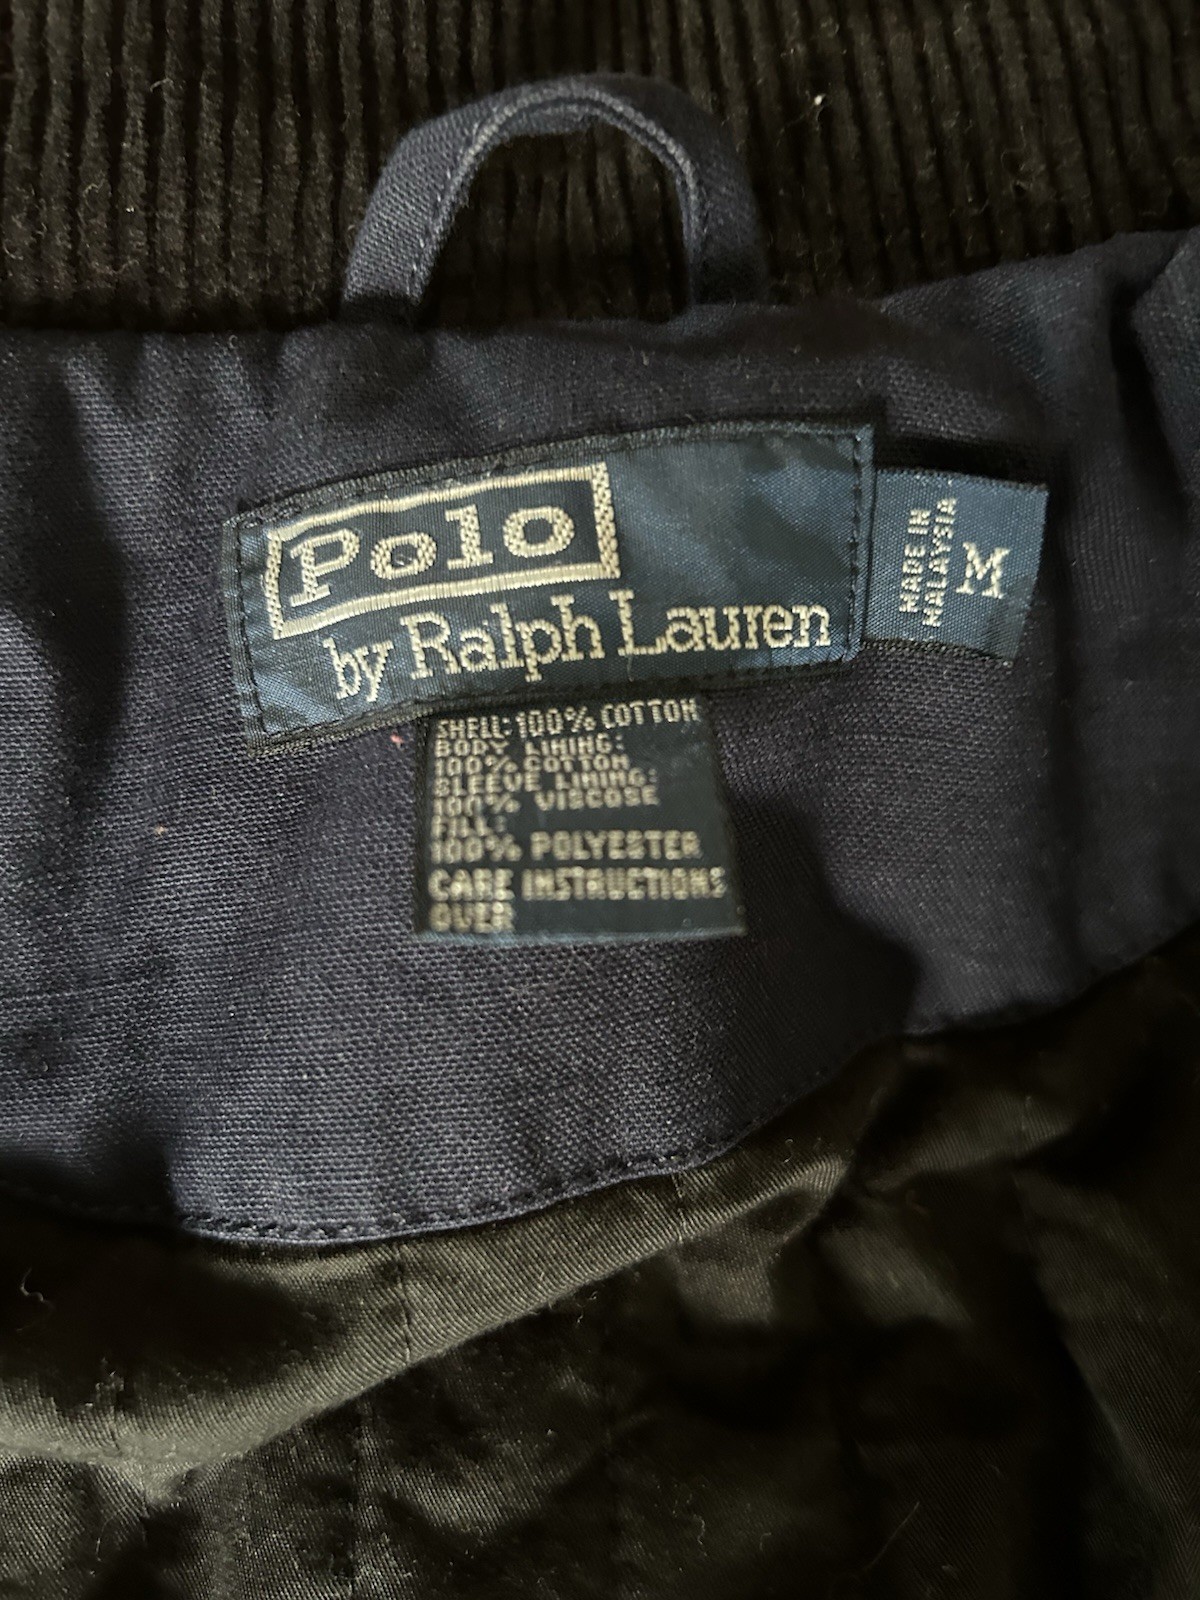 Polo
by Ralph Lauren
MADE IN
MALAYSIA
M
SHELL: 100% COTTON
BODY LINING:
100% COTTON
SLEEVE LINING:
100% VISCOSE
FILL:
100% POLYESTER
CARE INSTRUCTIONS
OVER